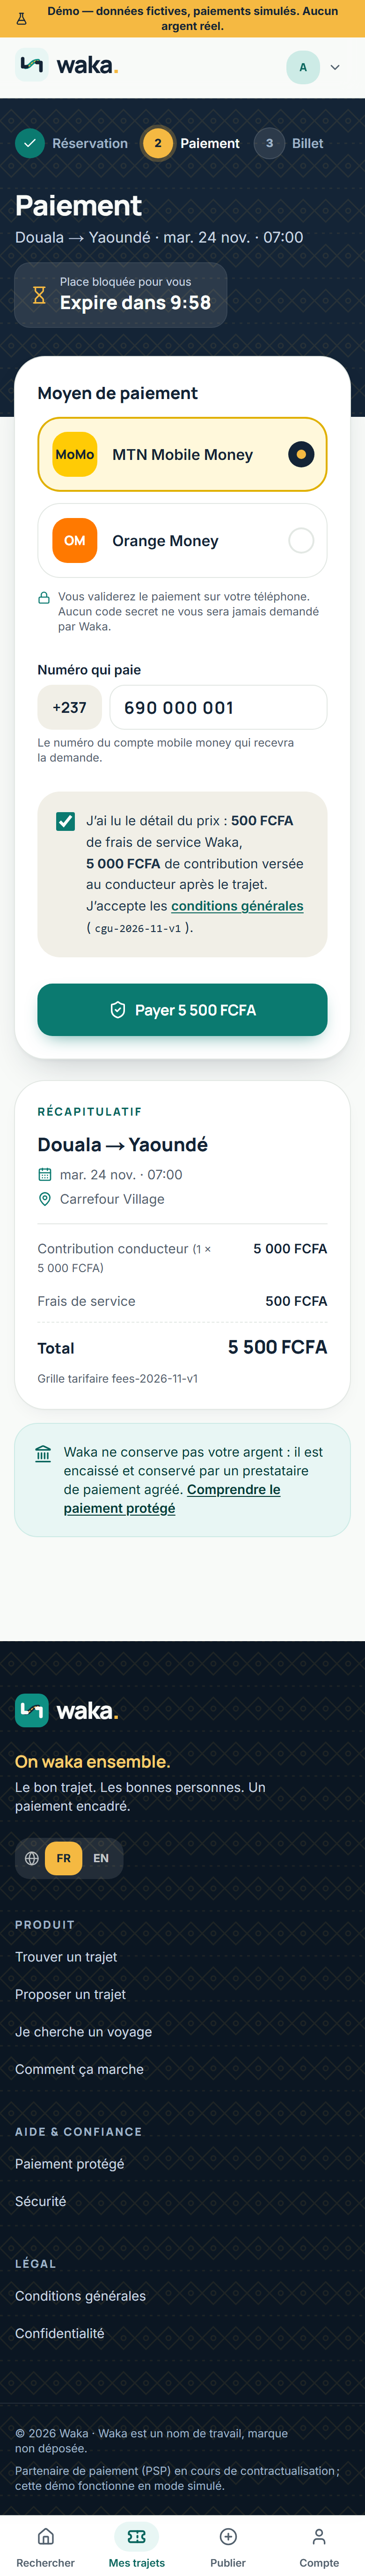 Démo — données fictives, paiements simulés. Aucun
argent réel.
waka.
A
Réservation
2
Paiement
3
Billet
Paiement
Douala → Yaoundé · mar. 24 nov. · 07:00
Place bloquée pour vous
Expire dans 9:58
Moyen de paiement
MoMo
MTN Mobile Money
OM
Orange Money
Vous validerez le paiement sur votre téléphone.
Aucun code secret ne vous sera jamais demandé
par Waka.
Numéro qui paie
+237
690 000 001
Le numéro du compte mobile money qui recevra
la demande.
J’ai lu le détail du prix : 500 FCFA
de frais de service Waka,
5 000 FCFA de contribution versée
au conducteur après le trajet.
J’accepte les conditions générales
( cgu-2026-11-v1 ).
Payer 5 500 FCFA
RÉCAPITULATIF
Douala → Yaoundé
mar. 24 nov. · 07:00
Carrefour Village
Contribution conducteur (1 ×
5 000 FCFA)
5 000 FCFA
Frais de service
500 FCFA
Total
5 500 FCFA
Grille tarifaire fees-2026-11-v1
Waka ne conserve pas votre argent : il est
encaissé et conservé par un prestataire
de paiement agréé. Comprendre le
paiement protégé
waka.
On waka ensemble.
Le bon trajet. Les bonnes personnes. Un
paiement encadré.
FR
EN
PRODUIT
Trouver un trajet
Proposer un trajet
Je cherche un voyage
Comment ça marche
AIDE & CONFIANCE
Paiement protégé
Sécurité
LÉGAL
Conditions générales
Confidentialité
© 2026 Waka · Waka est un nom de travail, marque
non déposée.
Partenaire de paiement (PSP) en cours de contractualisation ;
cette démo fonctionne en mode simulé.
Rechercher
Mes trajets
Publier
Compte